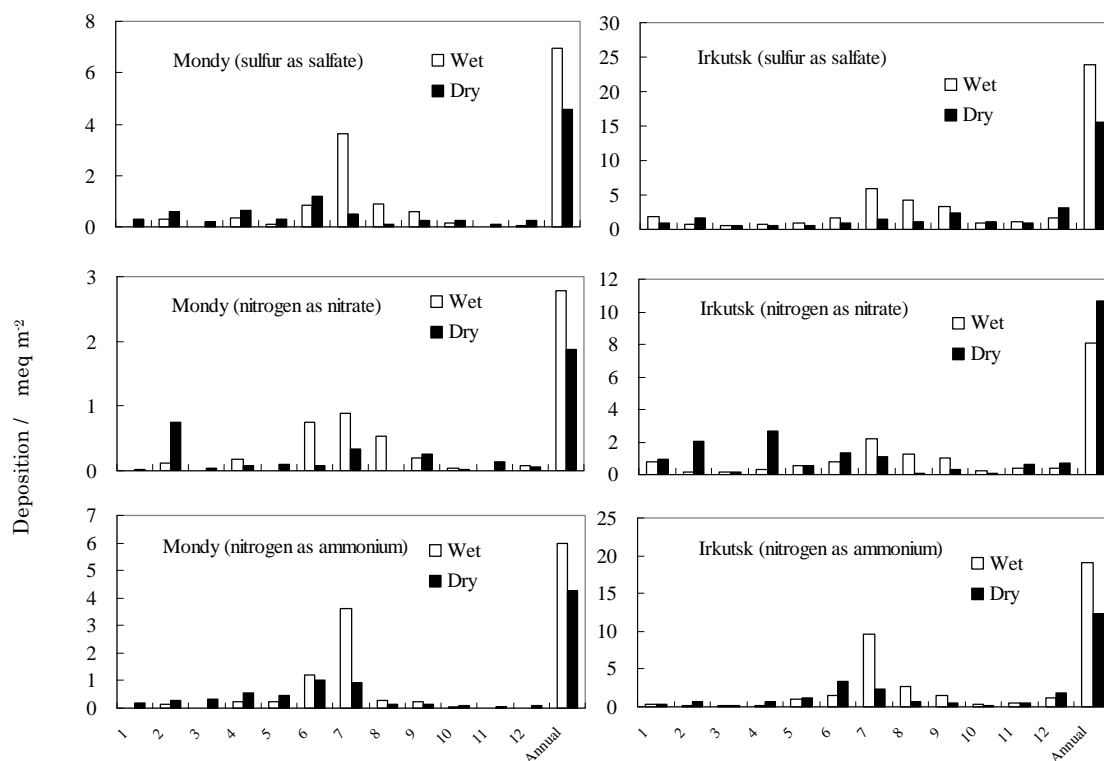 Deposition / meq m-2
8
6
4
2
0
Mondy (sulfur as salfate)
Wet
Dry
30
25
20
15
10
5
0
Irkutsk (sulfur as salfate)
Wet
Dry
3
2
1
0
Mondy (nitrogen as nitrate)
Wet
Dry
12
10
8
6
4
2
0
Irkutsk (nitrogen as nitrate)
Wet
Dry
7
6
5
4
3
2
1
0
Mondy (nitrogen as ammonium)
Wet
Dry
1 2 3 4 5 6 7 8 9 10 11 12 Annual
25
20
15
10
5
0
Irkutsk (nitrogen as ammonium)
Wet
Dry
1 2 3 4 5 6 7 8 9 10 11 12 Annual